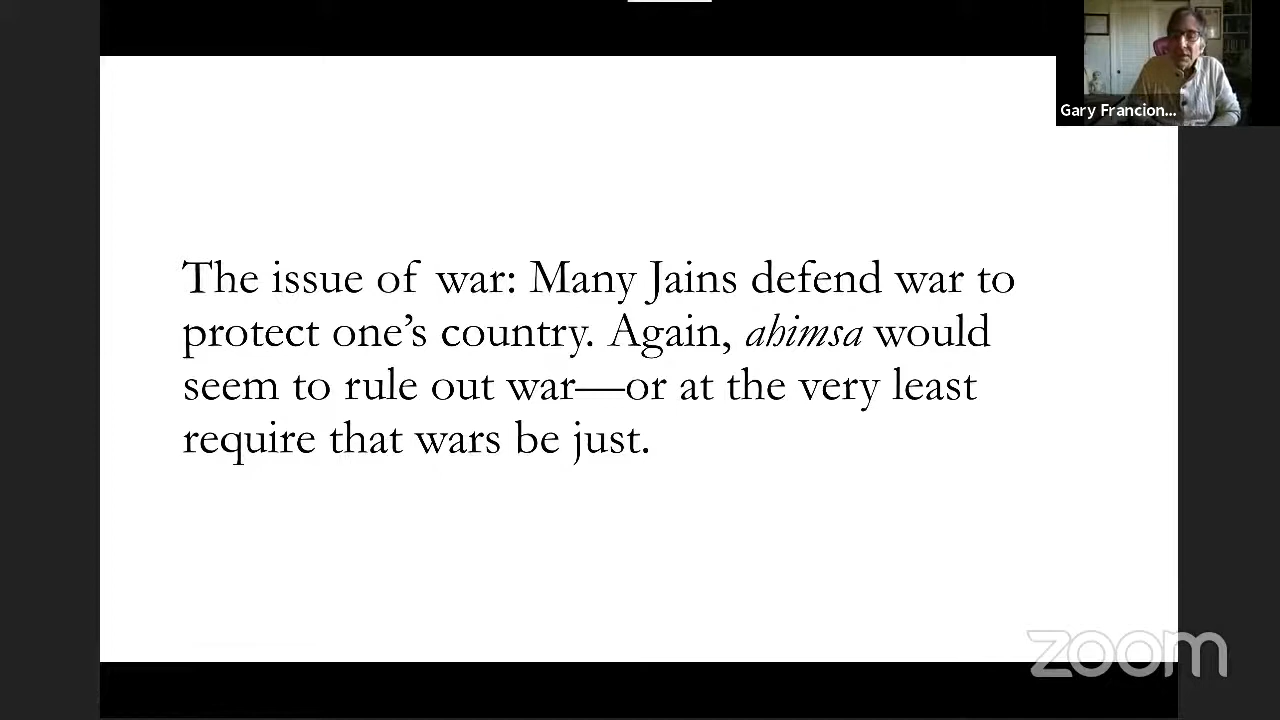 Gary Francion...
The issue of war: Many Jains defend war to
protect one’s country. Again, ahimsa would
seem to rule out war—or at the very least
require that wars be just.
zoom